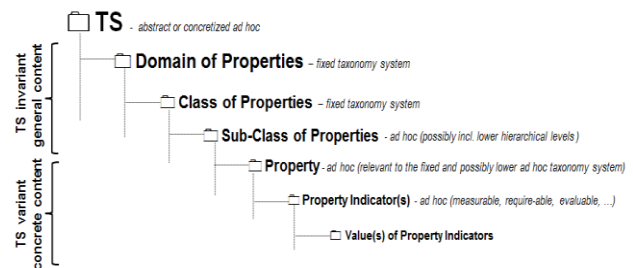 TS - abstract or concretized ad hoc
Domain of Properties – fixed taxonomy system
Class of Properties – fixed taxonomy system
Sub-Class of Properties - ad hoc (possibly incl. lower hierarchical levels)
Property - ad hoc (relevant to the fixed and possibly lower ad hoc taxonomy system)
Property Indicator(s) - ad hoc (measurable, require-able, evaluable, ...)
Value(s) of Property Indicators
TS invariant
general content
TS variant
concrete content